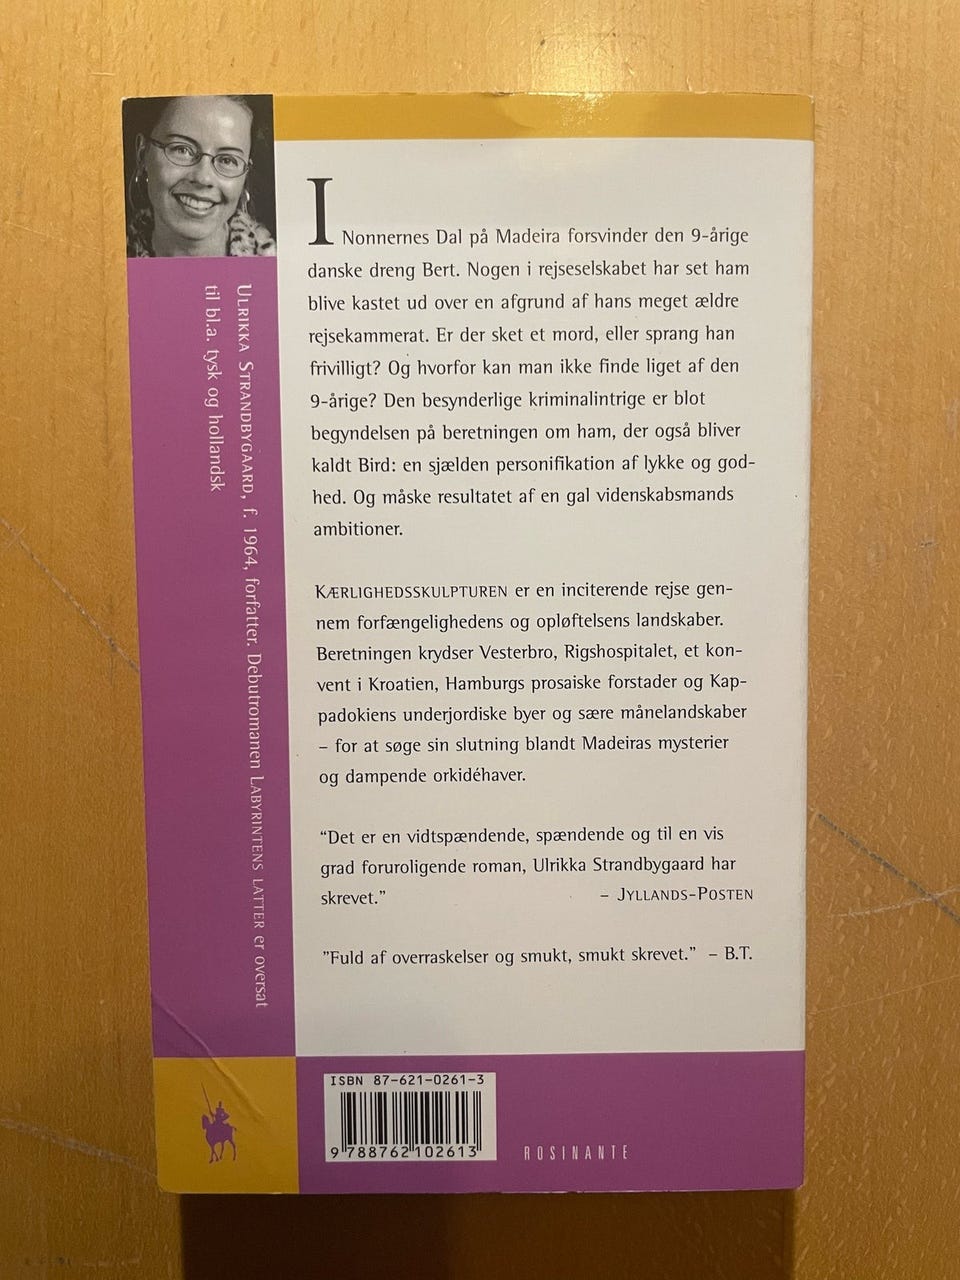 I Nonnernes Dal på Madeira forsvinder den 9-årige
danske dreng Bert. Nogen i rejseselskabet har set ham
blive kastet ud over en afgrund af hans meget ældre
rejsekammerat. Er der sket et mord, eller sprang han
frivilligt? Og hvorfor kan man ikke finde liget af den
9-årige? Den besynderlige kriminalintrige er blot
begyndelsen på beretningen om ham, der også bliver
kaldt Bird: en sjælden personifikation af lykke og god-
hed. Og måske resultatet af en gal videnskabsmands
ambitioner.
KÆRLIGHEDSSKULPTUREN er en inciterende rejse gen-
nem forfængelighedens og opløftelsens landskaber.
Beretningen krydser Vesterbro, Rigshospitalet, et kon-
vent i Kroatien, Hamburgs prosaiske forstader og Kap-
padokiens underjordiske byer og sære månelandskaber
– for at søge sin slutning blandt Madeiras mysterier
og dampende orkidéhaver.
“Det er en vidtspændende, spændende og til en vis
grad foruroligende roman, Ulrikka Strandbygaard har
skrevet.” – JYLLANDS-POSTEN
”Fuld af overraskelser og smukt, smukt skrevet.” – B.T.
ULRIKKA STRANDBYGAARD, f. 1964, forfatter. Debutromanen LABYRINTENS LATTER er oversat
til bl.a. tysk og hollandsk
ISBN 87-621-0261-3
9 788762 102613
ROSINANTE